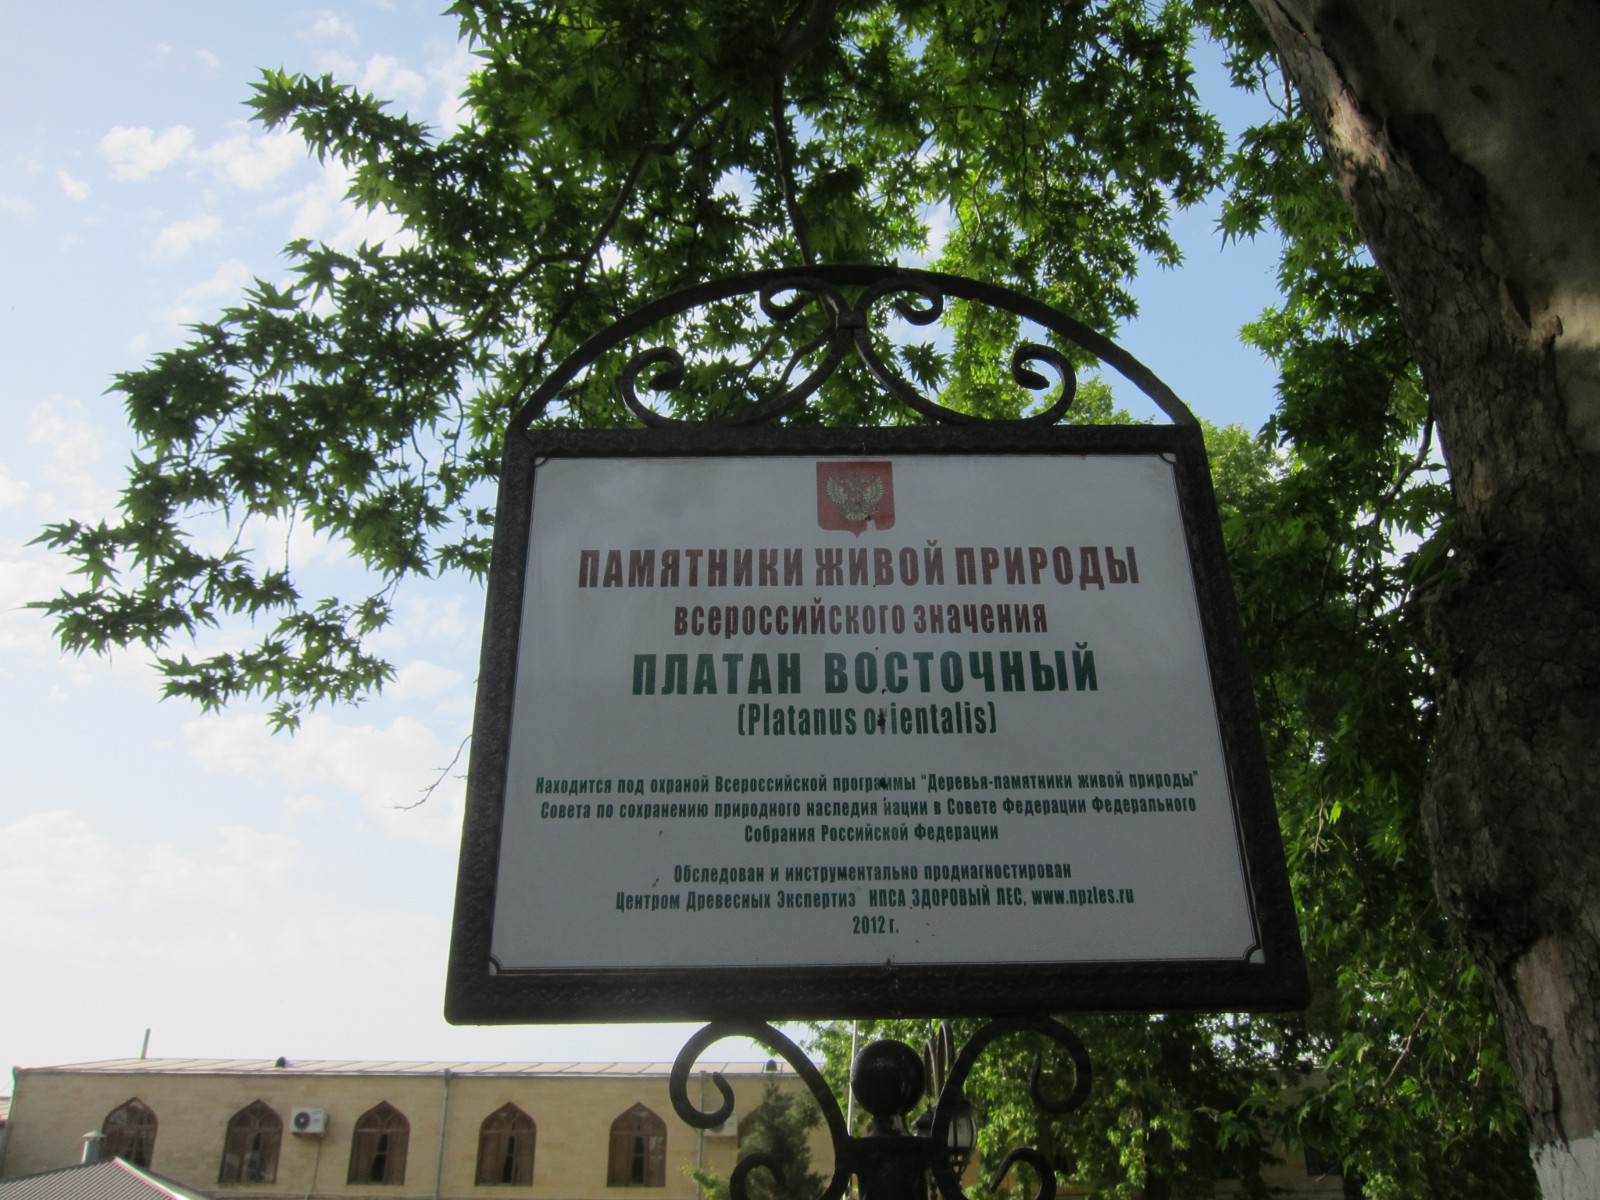 ПАМЯТНИКИ ЖИВОЙ ПРИРОДЫ
всероссийского значения
ПЛАТАН ВОСТОЧНЫЙ
(Platanus orientalis)
Находится под охраной Всероссийской программы "Деревья-памятники живой природы"
Совета по сохранению природного наследия нации в Совете Федерации Федерального
Собрания Российской Федерации
Обследован и инструментально продиагностирован
Центром Древесных Экспертиз НПСА ЗДОРОВЫЙ ЛЕС, www.npzles.ru
2012 г.